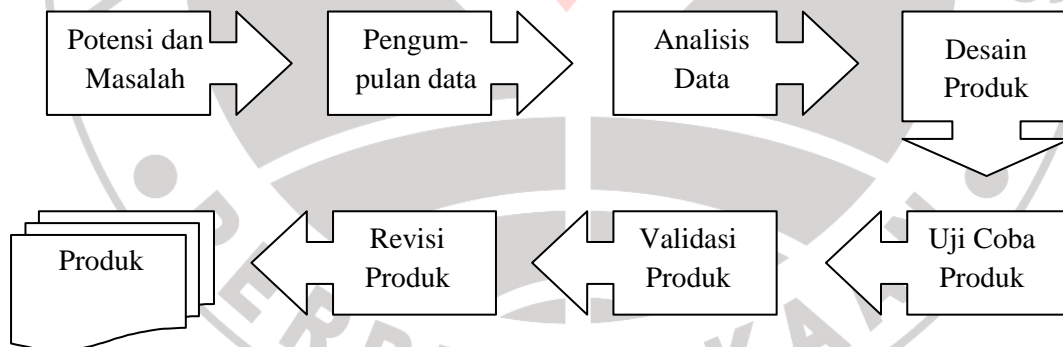 Potensi dan
Masalah
Pengum-
pulan data
Analisis
Data
Desain
Produk
Uji Coba
Produk
Validasi
Produk
Revisi
Produk
Produk